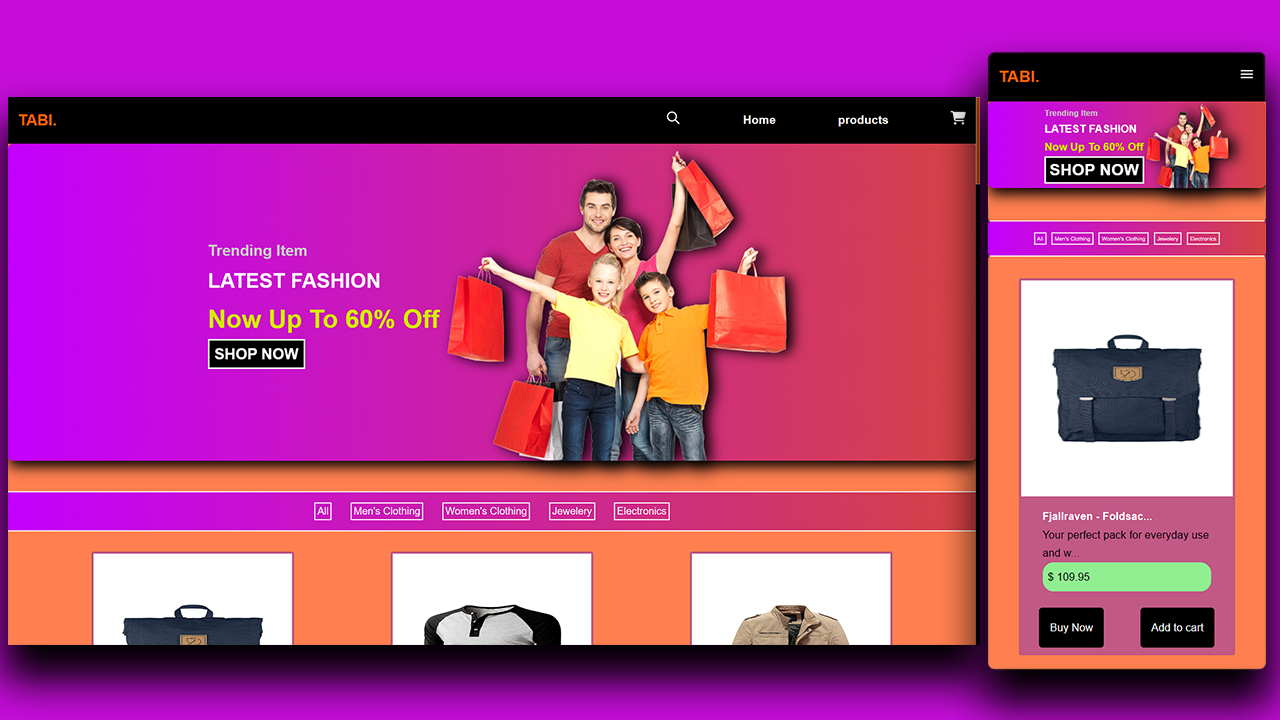 TABI.
Home
products
Trending Item
LATEST FASHION
Now Up To 60% Off
SHOP NOW
All
Men's Clothing
Women's Clothing
Jewelery
Electronics
TABI.
Trending Item
LATEST FASHION
Now Up To 60% Off
SHOP NOW
All
Men's Clothing
Women's Clothing
Jewelery
Electronics
Fjallraven - Foldsac...
Your perfect pack for everyday use
and w...
$ 109.95
Buy Now
Add to cart